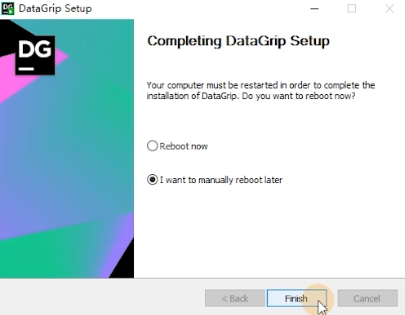 DG DataGrip Setup
DG
Completing DataGrip Setup
Your computer must be restarted in order to complete the
installation of DataGrip. Do you want to reboot now?
Reboot now
I want to manually reboot later
< Back
Finish
Cancel